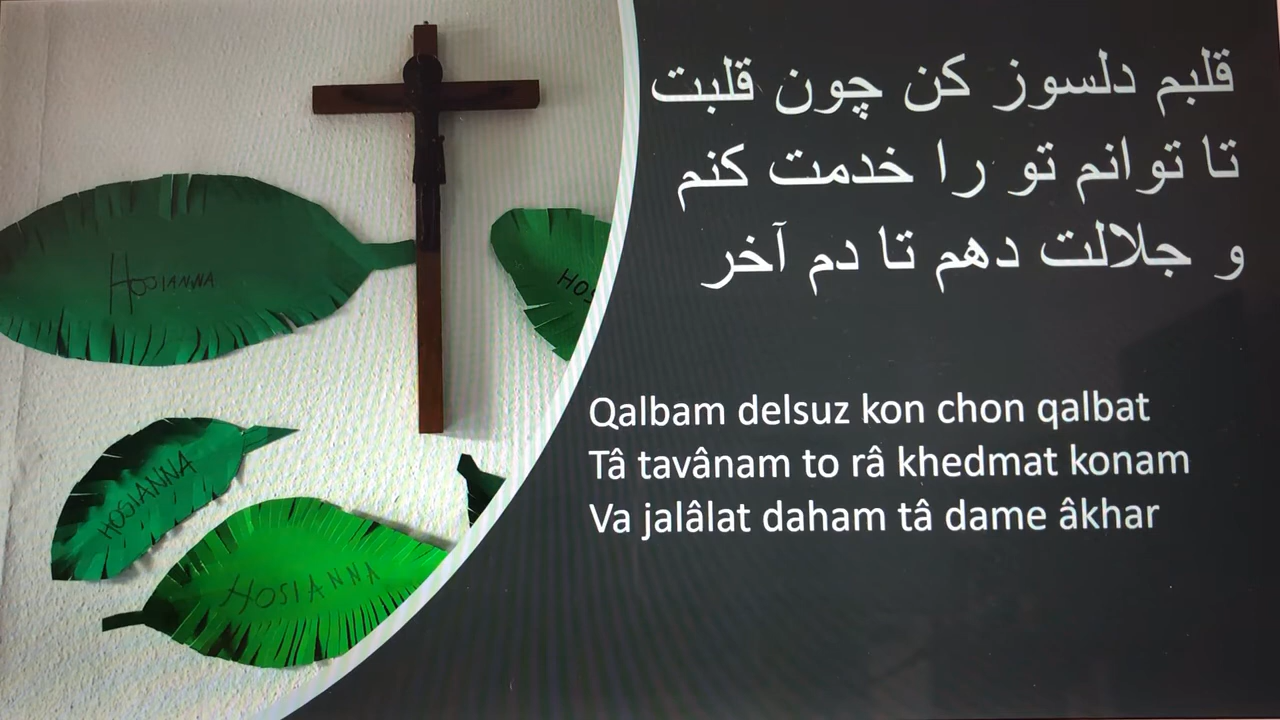 قلبم دلسوز کن چون قلبت
تا توانم تو را خدمت کنم
و جلالت دهم تا دم آخر
Qalbam delsuz kon chon qalbat
Tâ tavânam to râ khedmat konam
Va jalâlat daham tâ dame âkhar
HOSIANNA
HOS
HOSIANNA
HOSIANNA